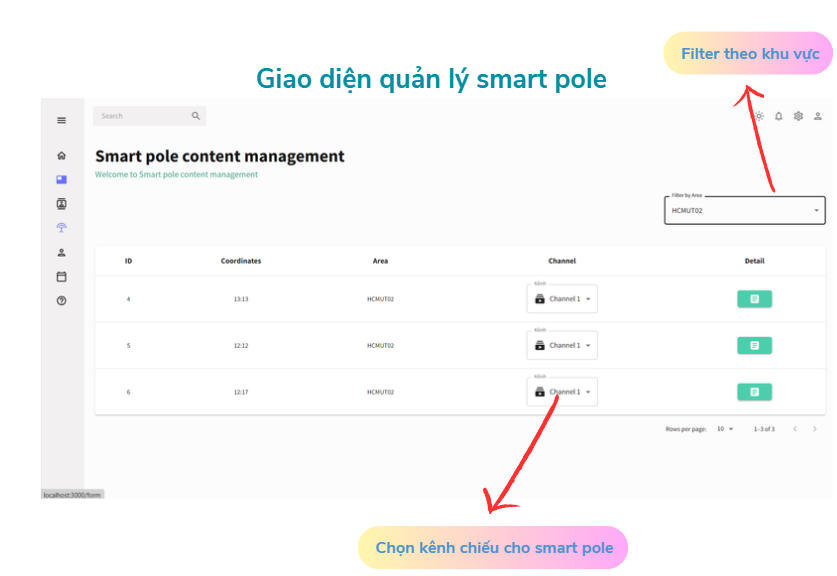 Filter theo khu vực
Giao diện quản lý smart pole
Search
Smart pole content management
Welcome to Smart pole content management
Filter by Area
HCMUT02
ID Coordinates Area Channel Detail
Kênh
4 13:13 HCMUT02 Channel 1
Kênh
5 12:12 HCMUT02 Channel 1
Kênh
6 12:17 HCMUT02 Channel 1
Rows per page: 10 1–3 of 3
localhost:3000/form
Chọn kênh chiếu cho smart pole